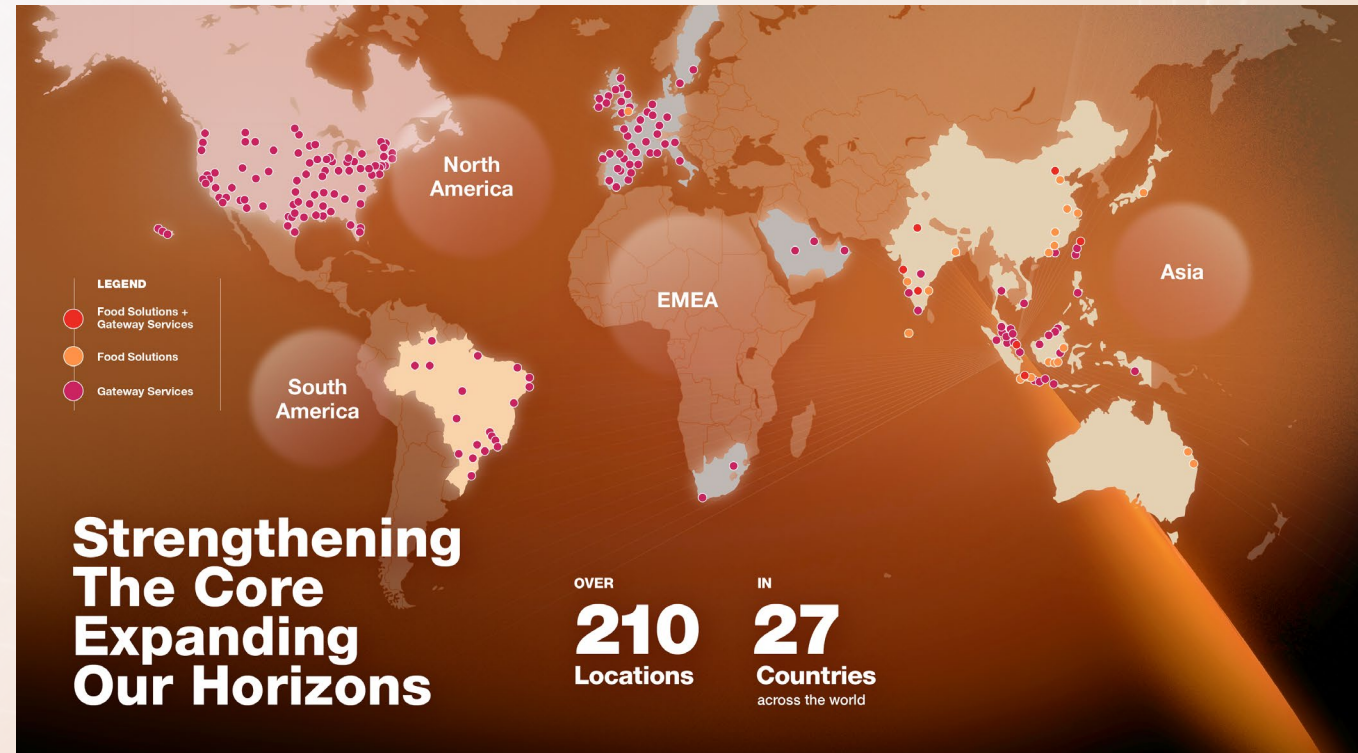 North
America
EMEA
Asia
LEGEND
Food Solutions +
Gateway Services
Food Solutions
Gateway Services
South
America
Strengthening
The Core
Expanding
Our Horizons
OVER
210
Locations
IN
27
Countries
across the world